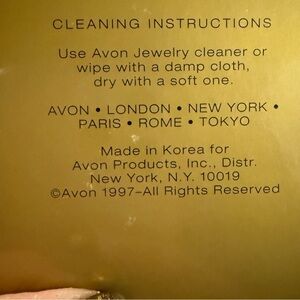 CLEANING INSTRUCTIONS
Use Avon Jewelry cleaner or
wipe with a damp cloth,
dry with a soft one.
AVON • LONDON • NEW YORK •
PARIS • ROME • TOKYO
Made in Korea for
Avon Products, Inc., Distr.
New York, N.Y. 10019
©Avon 1997–All Rights Reserved